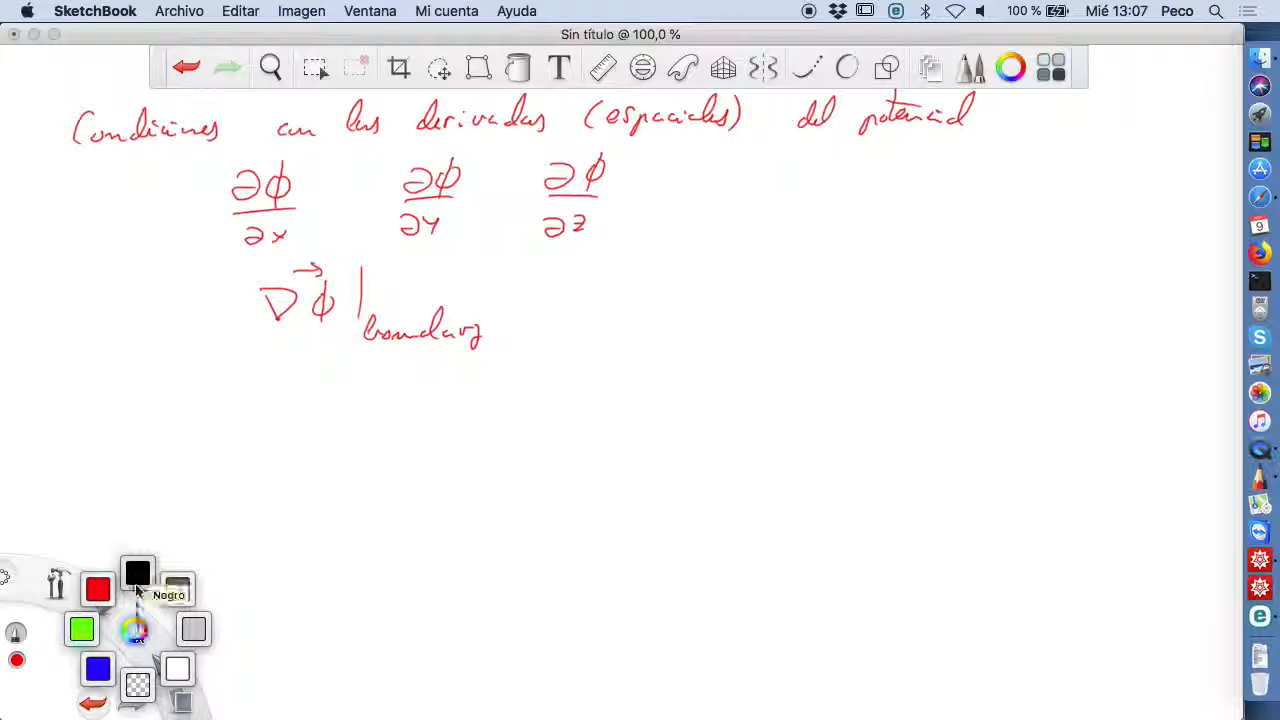 SketchBook Archivo Editar Imagen Ventana Mi cuenta Ayuda 100 % Mié 13:07 Peco
Sin título @ 100,0 %
T
Condiciones en las derivadas (espaciales) del potencial
∂ϕ ∂ϕ ∂ϕ
∂x ∂y ∂z
∇⃗ϕ |boundary
Negro